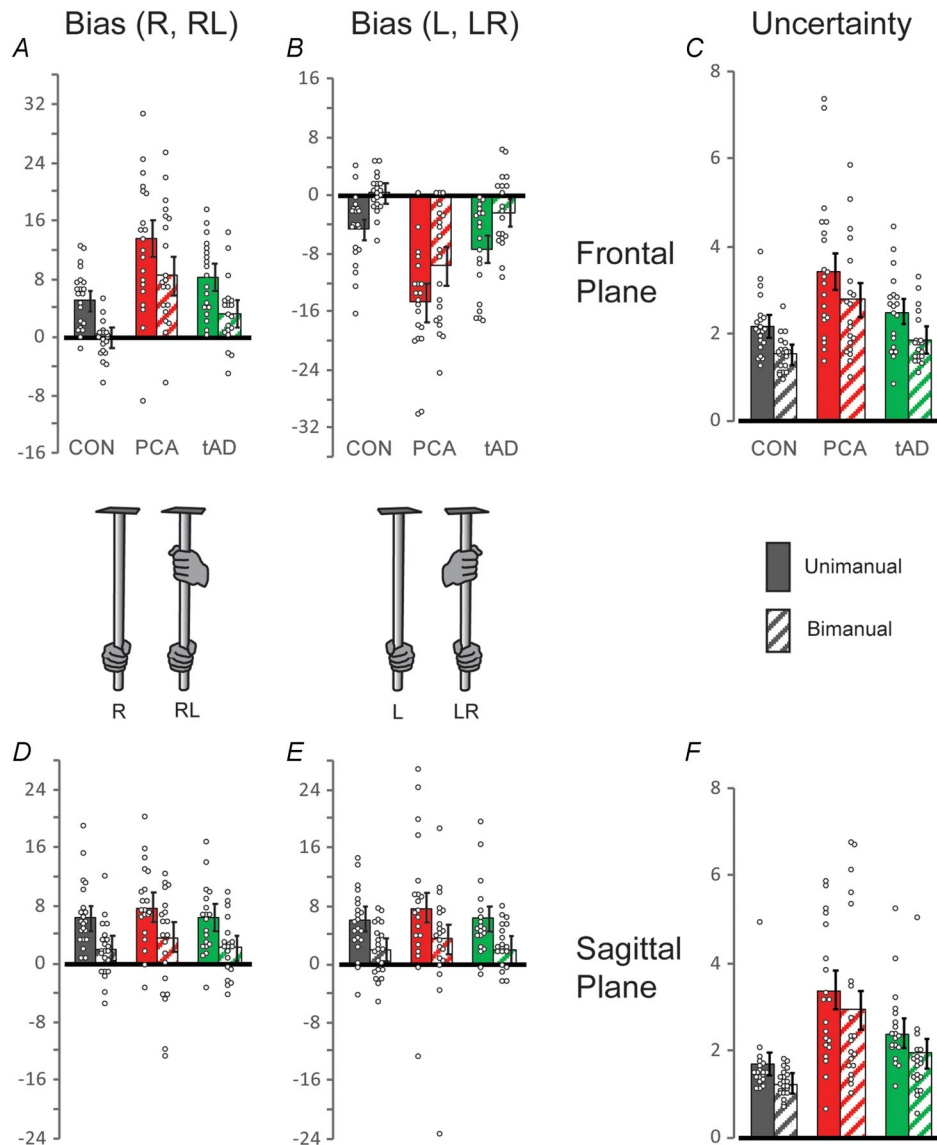 Bias (R, RL) Bias (L, LR) Uncertainty
A B C
32
24
16
8
0
-8
-16
CON PCA tAD
16
8
0
-8
-16
-24
-32
CON PCA tAD
Frontal
Plane
8
6
4
2
0
CON PCA tAD
R RL
L LR
Unimanual
Bimanual
D E F
24
16
8
0
-8
-16
-24
24
16
8
0
-8
-16
-24
Sagittal
Plane
8
6
4
2
0